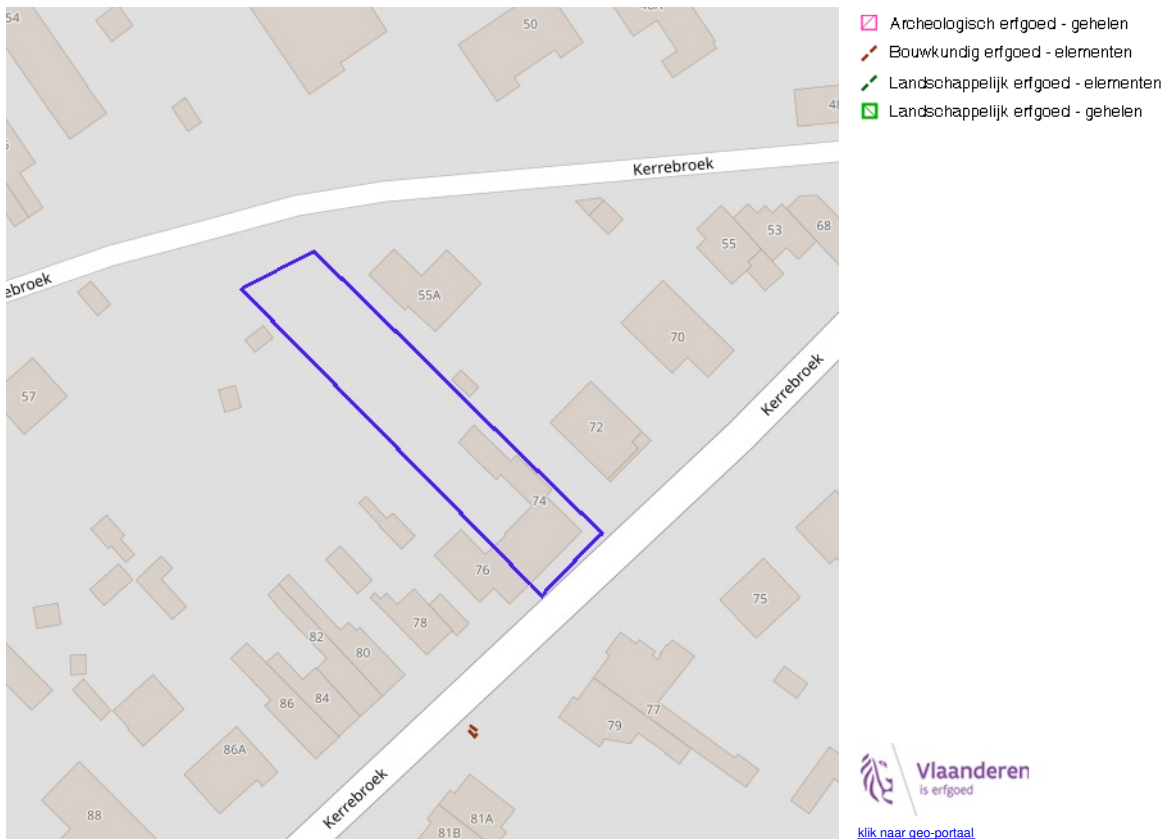 54
50
48
Kerrebroek
55
53
68
ebroek
55A
70
57
Kerrebroek
72
74
76
75
78
82
80
86
84
77
79
86A
Kerrebroek
88
81A
81B
Archeologisch erfgoed - gehelen
Bouwkundig erfgoed - elementen
Landschappelijk erfgoed - elementen
Landschappelijk erfgoed - gehelen
Vlaanderen
is erfgoed
klik naar geo-portaal